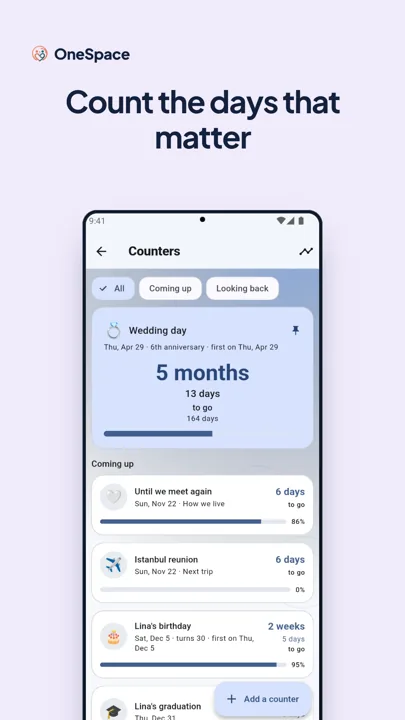 OneSpace
Count the days that
matter
9:41
Counters
All
Coming up
Looking back
Wedding day
Thu, Apr 29 · 6th anniversary · first on Thu, Apr 29
5 months
13 days
to go
164 days
Coming up
Until we meet again
6 days
Sun, Nov 22 · How we live
to go
86%
Istanbul reunion
6 days
Sun, Nov 22 · Next trip
to go
0%
Lina's birthday
2 weeks
Sat, Dec 5 · turns 30 · first on Thu,
Dec 5
5 days
to go
95%
Lina's graduation
Thu, Dec 31
Add a counter